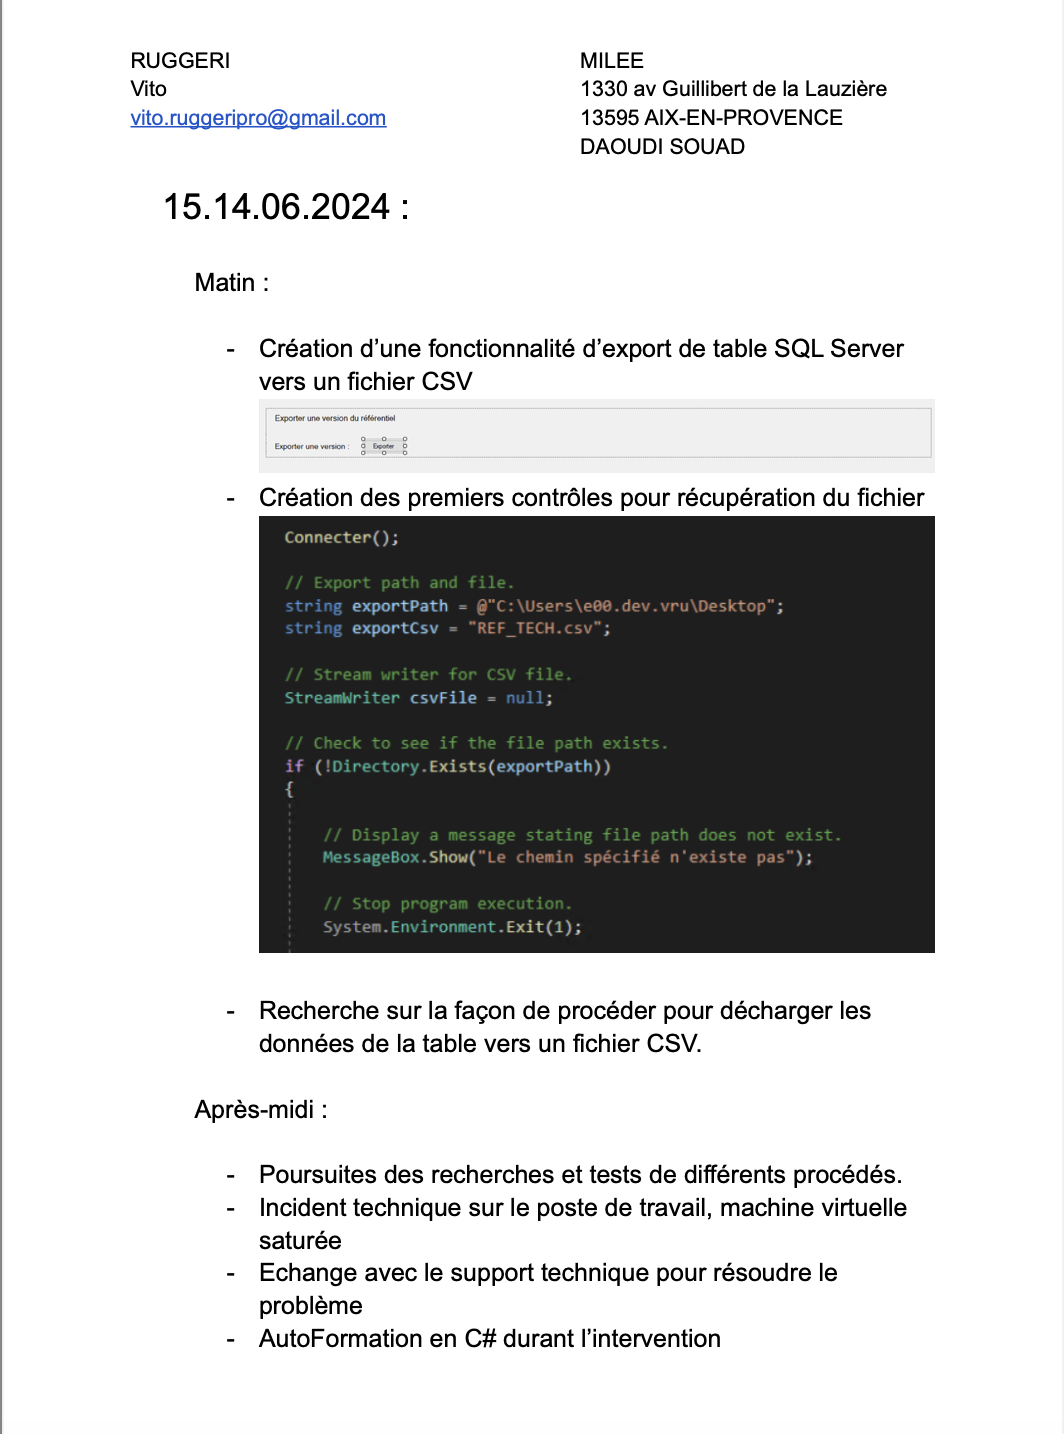 RUGGERI
Vito
vito.ruggeripro@gmail.com
MILEE
1330 av Guillibert de la Lauzière
13595 AIX-EN-PROVENCE
DAOUDI SOUAD
15.14.06.2024 :
Matin :
- Création d’une fonctionnalité d’export de table SQL Server
vers un fichier CSV
Exporter une version du référentiel
Exporter une version : Exporter
- Création des premiers contrôles pour récupération du fichier
Connecter();
// Export path and file.
string exportPath = @"C:\Users\e00.dev.vru\Desktop";
string exportCsv = "REF_TECH.csv";
// Stream writer for CSV file.
StreamWriter csvFile = null;
// Check to see if the file path exists.
if (!Directory.Exists(exportPath))
{
// Display a message stating file path does not exist.
MessageBox.Show("Le chemin spécifié n'existe pas");
// Stop program execution.
System.Environment.Exit(1);
- Recherche sur la façon de procéder pour décharger les
données de la table vers un fichier CSV.
Après-midi :
- Poursuites des recherches et tests de différents procédés.
- Incident technique sur le poste de travail, machine virtuelle
saturée
- Echange avec le support technique pour résoudre le
problème
- AutoFormation en C# durant l’intervention